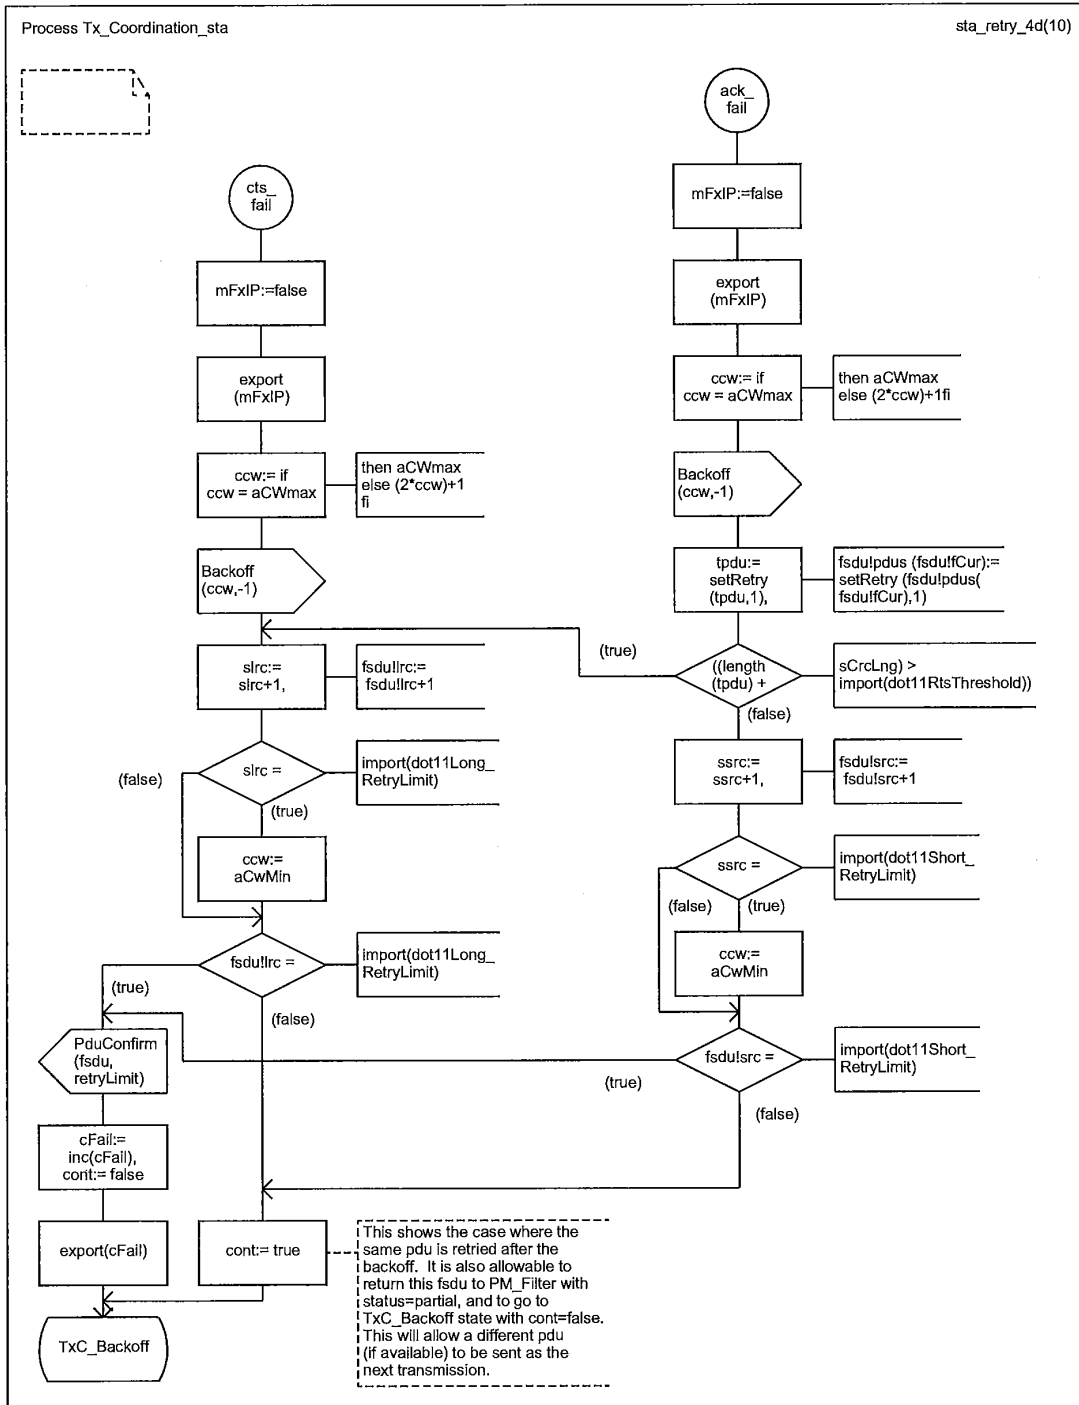 Process Tx_Coordination_sta
sta_retry_4d(10)
cts_
fail
mFxIP:=false
export
(mFxIP)
ccw:= if
ccw = aCWmax
then aCWmax
else (2*ccw)+1
fi
Backoff
(ccw,-1)
slrc:=
slrc+1,
fsdu!lrc:=
fsdu!lrc+1
slrc =
import(dot11Long_
RetryLimit)
(false)
(true)
ccw:=
aCwMin
fsdu!lrc =
import(dot11Long_
RetryLimit)
(true)
(false)
PduConfirm
(fsdu,
retryLimit)
cFail:=
inc(cFail),
cont:= false
export(cFail)
cont:= true
TxC_Backoff
This shows the case where the
same pdu is retried after the
backoff. It is also allowable to
return this fsdu to PM_Filter with
status=partial, and to go to
TxC_Backoff state with cont=false.
This will allow a different pdu
(if available) to be sent as the
next transmission.
ack_
fail
mFxIP:=false
export
(mFxIP)
ccw:= if
ccw = aCWmax
then aCWmax
else (2*ccw)+1fi
Backoff
(ccw,-1)
tpdu:=
setRetry
(tpdu,1),
fsdu!pdus (fsdu!fCur):=
setRetry (fsdu!pdus(
fsdu!fCur),1)
(true)
((length
(tpdu) +
sCrcLng) >
import(dot11RtsThreshold))
(false)
ssrc:=
ssrc+1,
fsdu!src:=
fsdu!src+1
ssrc =
import(dot11Short_
RetryLimit)
(false)
(true)
ccw:=
aCwMin
fsdu!src =
import(dot11Short_
RetryLimit)
(true)
(false)